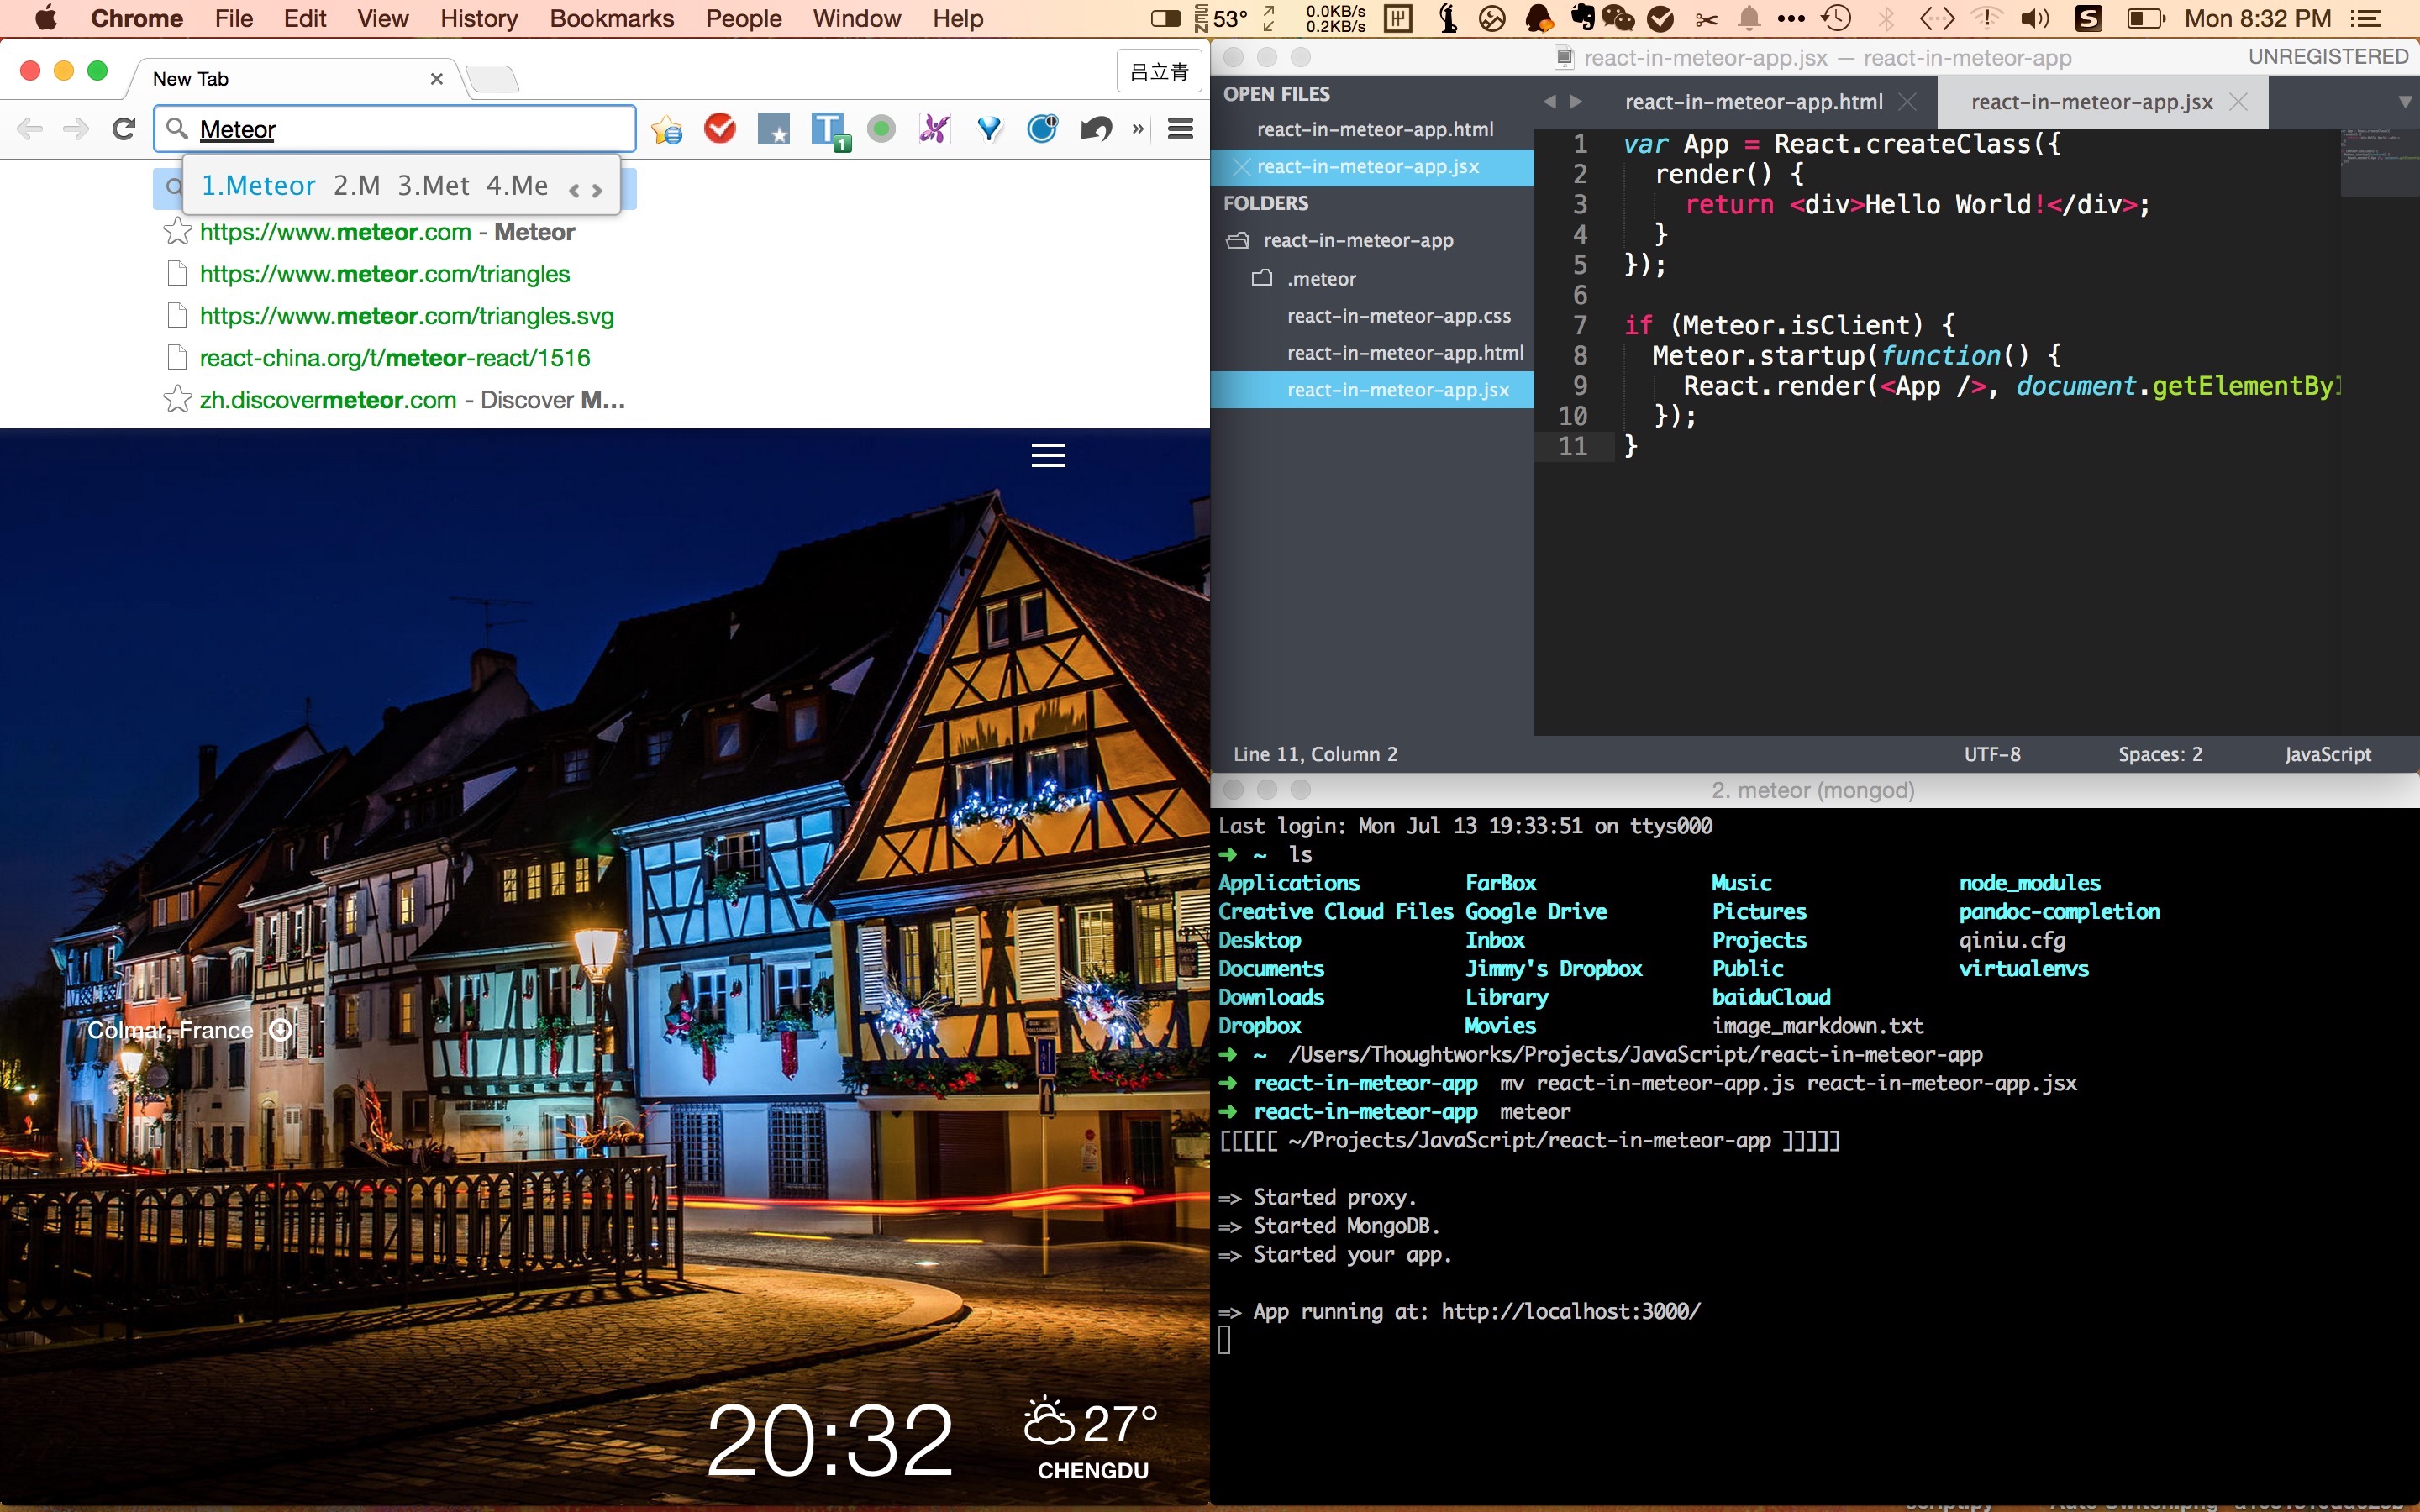 Chrome File Edit View History Bookmarks People Window Help
SEN 53° 0.0KB/s 0.2KB/s Mon 8:32 PM
New Tab
吕立青
Meteor
1.Meteor 2.M 3.Met 4.Me
https://www.meteor.com - Meteor
https://www.meteor.com/triangles
https://www.meteor.com/triangles.svg
react-china.org/t/meteor-react/1516
zh.discovermeteor.com - Discover M...
Colmar, France
20:32
27°
CHENGDU
react-in-meteor-app.jsx — react-in-meteor-app
UNREGISTERED
OPEN FILES
react-in-meteor-app.html
react-in-meteor-app.jsx
FOLDERS
react-in-meteor-app
.meteor
react-in-meteor-app.css
react-in-meteor-app.html
react-in-meteor-app.jsx
react-in-meteor-app.html react-in-meteor-app.jsx
1 var App = React.createClass({
2 render() {
3 return <div>Hello World!</div>;
4 }
5 });
6
7 if (Meteor.isClient) {
8 Meteor.startup(function() {
9 React.render(<App />, document.getElementBy
10 });
11 }
Line 11, Column 2 UTF-8 Spaces: 2 JavaScript
2. meteor (mongod)
Last login: Mon Jul 13 19:33:51 on ttys000
➜ ~ ls
Applications FarBox Music node_modules
Creative Cloud Files Google Drive Pictures pandoc-completion
Desktop Inbox Projects qiniu.cfg
Documents Jimmy's Dropbox Public virtualenvs
Downloads Library baiduCloud
Dropbox Movies image_markdown.txt
➜ ~ /Users/Thoughtworks/Projects/JavaScript/react-in-meteor-app
➜ react-in-meteor-app mv react-in-meteor-app.js react-in-meteor-app.jsx
➜ react-in-meteor-app meteor
[[[[[ ~/Projects/JavaScript/react-in-meteor-app ]]]]]
=> Started proxy.
=> Started MongoDB.
=> Started your app.
=> App running at: http://localhost:3000/